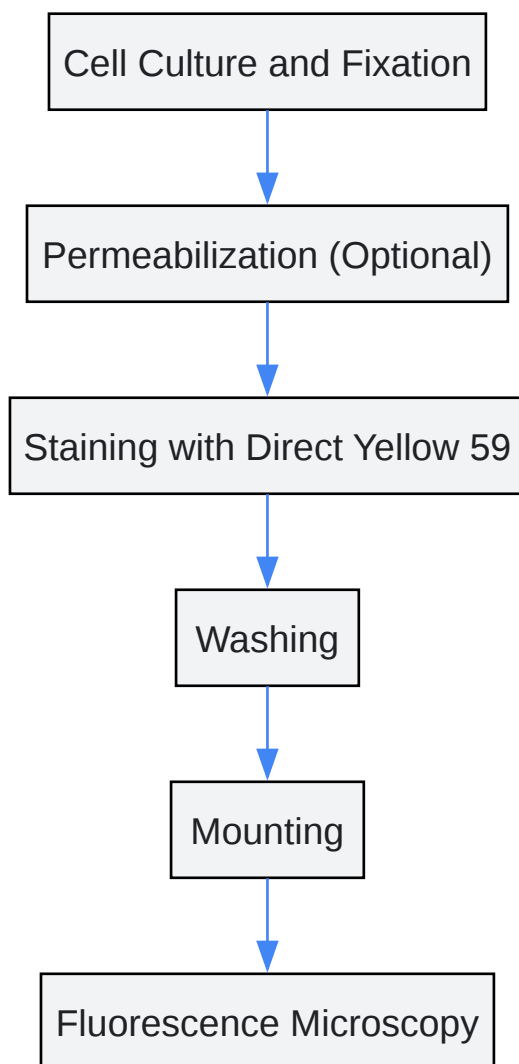 Cell Culture and Fixation
Permeabilization (Optional)
Staining with Direct Yellow 59
Washing
Mounting
Fluorescence Microscopy